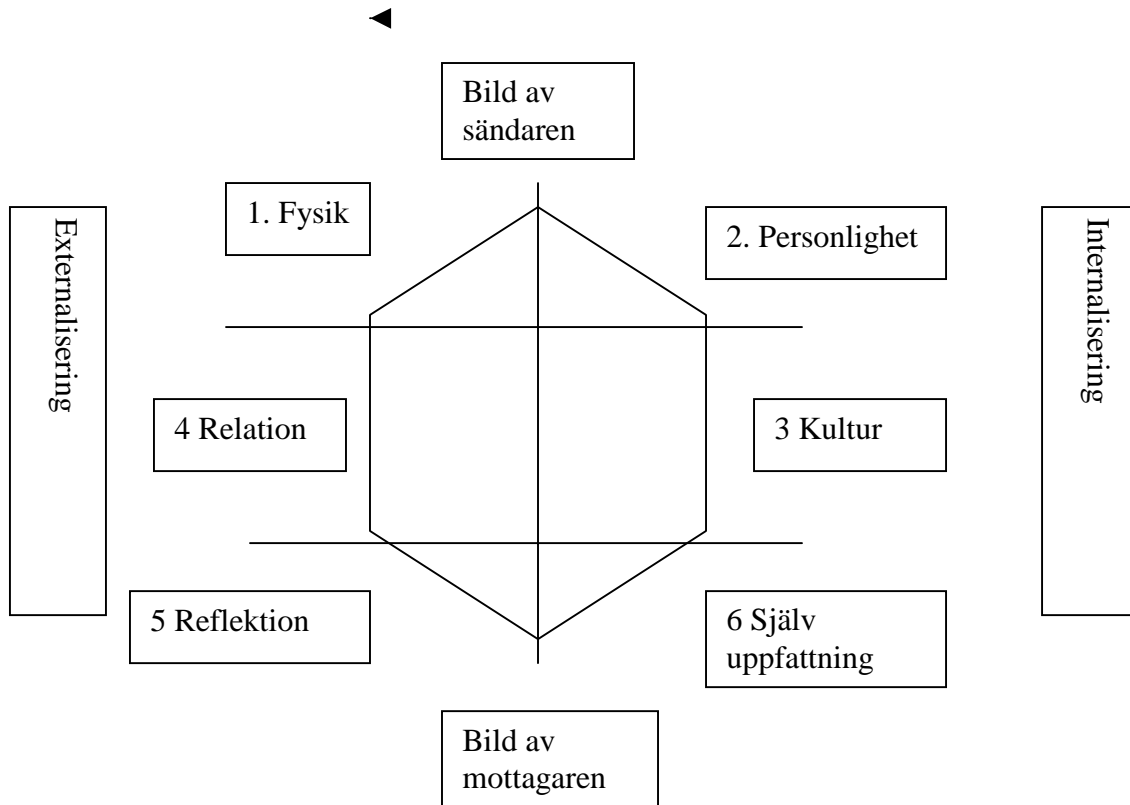 Bild av
sändaren
1. Fysik
2. Personlighet
Externalisering
Internalisering
4 Relation
3 Kultur
5 Reflektion
6 Själv
uppfattning
Bild av
mottagaren